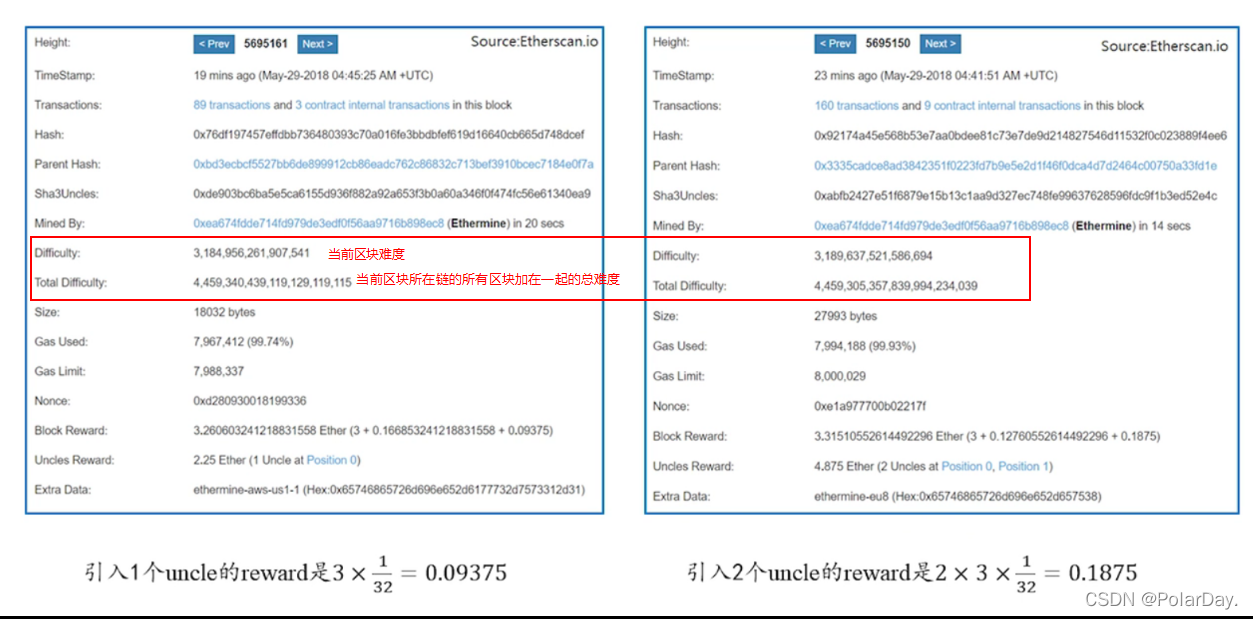 Height: < Prev 5695161 Next > Source:Etherscan.io
TimeStamp: 19 mins ago (May-29-2018 04:45:25 AM +UTC)
Transactions: 89 transactions and 3 contract internal transactions in this block
Hash: 0x76df197457effdbb736480393c70a016fe3bbdbfef619d16640cb665d748dcef
Parent Hash: 0xbd3ecbcf5527bb6de899912cb86eadc762c86832c713bef3910bcec7184e0f7a
Sha3Uncles: 0xde903bc6ba5e5ca6155d936f882a92a653f3b0a60a346f0f474fc56e61340ea9
Mined By: 0xea674fdde714fd979de3edf0f56aa9716b898ec8 (Ethermine) in 20 secs
Difficulty: 3,184,956,261,907,541 当前区块难度
Total Difficulty: 4,459,340,439,119,129,119,115 当前区块所在链的所有区块加在一起的总难度
Size: 18032 bytes
Gas Used: 7,967,412 (99.74%)
Gas Limit: 7,988,337
Nonce: 0xd280930018199336
Block Reward: 3.260603241218831558 Ether (3 + 0.166853241218831558 + 0.09375)
Uncles Reward: 2.25 Ether (1 Uncle at Position 0)
Extra Data: ethermine-aws-us1-1 (Hex:0x65746865726d696e652d6177732d7573312d31)
引入1个uncle的reward是3 × 1/32 = 0.09375
Height: < Prev 5695150 Next > Source:Etherscan.io
TimeStamp: 23 mins ago (May-29-2018 04:41:51 AM +UTC)
Transactions: 160 transactions and 9 contract internal transactions in this block
Hash: 0x92174a45e568b53e7aa0bdee81c73e7de9d214827546d11532f0c023889f4ee6
Parent Hash: 0x3335cadce8ad3842351f0223fd7b9e5e2d1f46f0dca4d7d2464c00750a33fd1e
Sha3Uncles: 0xabfb2427e51f6879e15b13c1aa9d327ec748fe99637628596fdc9f1b3ed52e4c
Mined By: 0xea674fdde714fd979de3edf0f56aa9716b898ec8 (Ethermine) in 14 secs
Difficulty: 3,189,637,521,586,694
Total Difficulty: 4,459,305,357,839,994,234,039
Size: 27993 bytes
Gas Used: 7,994,188 (99.93%)
Gas Limit: 8,000,029
Nonce: 0xe1a977700b02217f
Block Reward: 3.31510552614492296 Ether (3 + 0.12760552614492296 + 0.1875)
Uncles Reward: 4.875 Ether (2 Uncles at Position 0, Position 1)
Extra Data: ethermine-eu8 (Hex:0x65746865726d696e652d657538)
引入2个uncle的reward是2 × 3 × 1/32 = 0.1875
CSDN @PolarDay.